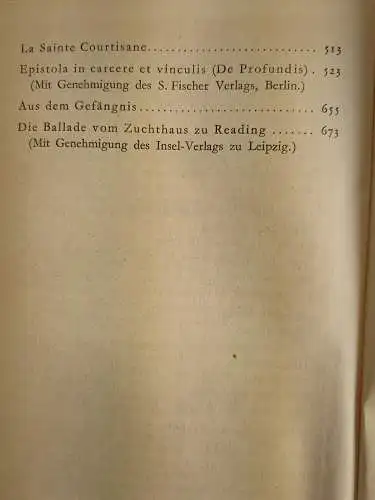 La Sainte Courtisane........................... 513
Epistola in carcere et vinculis (De Profundis) . 523
(Mit Genehmigung des S. Fischer Verlags, Berlin.)
Aus dem Gefängnis............................. 655
Die Ballade vom Zuchthaus zu Reading ....... 673
(Mit Genehmigung des Insel-Verlags zu Leipzig.)